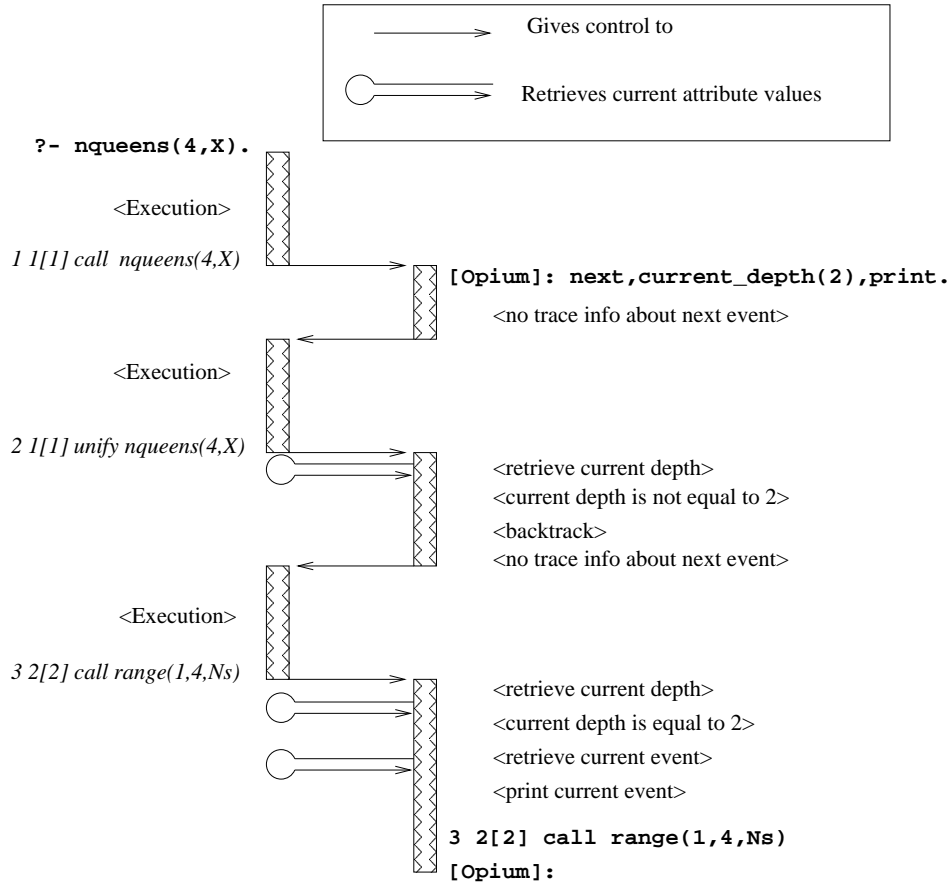 Gives control to
Retrieves current attribute values
?- nqueens(4,X).
<Execution>
1 1[1] call nqueens(4,X)
[Opium]: next,current_depth(2),print.
<no trace info about next event>
<Execution>
2 1[1] unify nqueens(4,X)
<retrieve current depth>
<current depth is not equal to 2>
<backtrack>
<no trace info about next event>
<Execution>
3 2[2] call range(1,4,Ns)
<retrieve current depth>
<current depth is equal to 2>
<retrieve current event>
<print current event>
3 2[2] call range(1,4,Ns)
[Opium]: